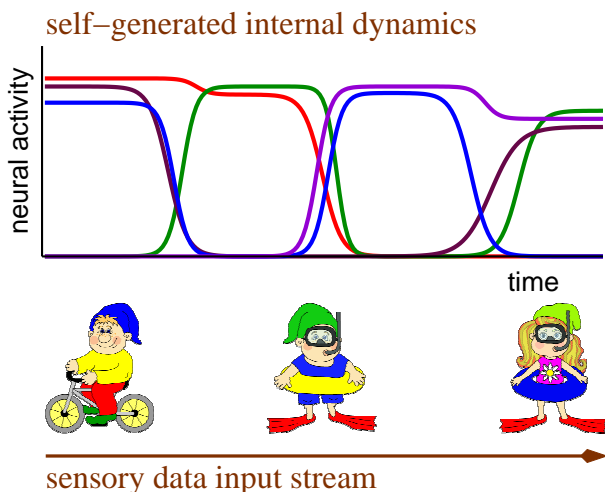 self−generated internal dynamics
neural activity
time
sensory data input stream